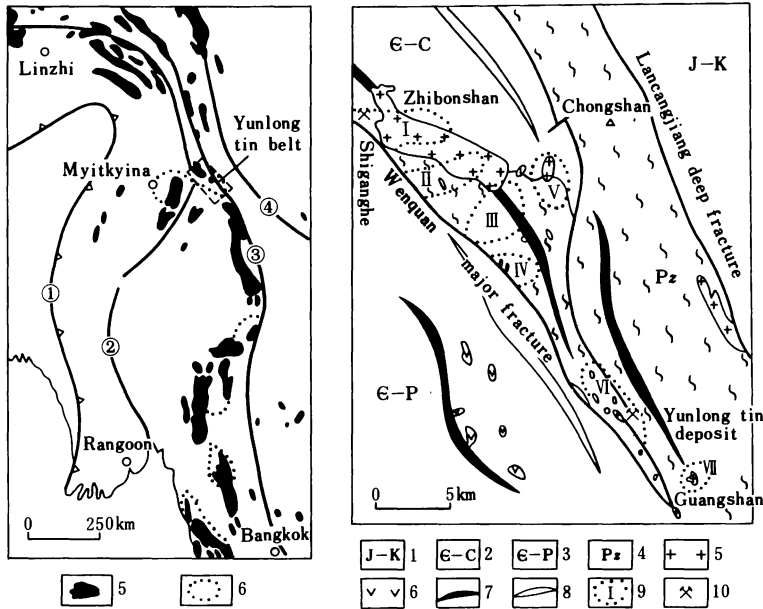 Linzhi
Yunlong
tin belt
Myitkyina
④
③
①
②
Rangoon
0 250km
Bangkok
5 6
Є-C
J-K
Zhibonshan
Chongshan
Lancangjiang deep fracture
I
Shiganghe
Wenquan
major fracture
II
V
III
IV
Pz
Є-P
VI
Yunlong tin
deposit
VII
Guangshan
0 5km
J-K 1 Є-C 2 Є-P 3 Pz 4 + + 5
v v 6 7 8 I 9 10